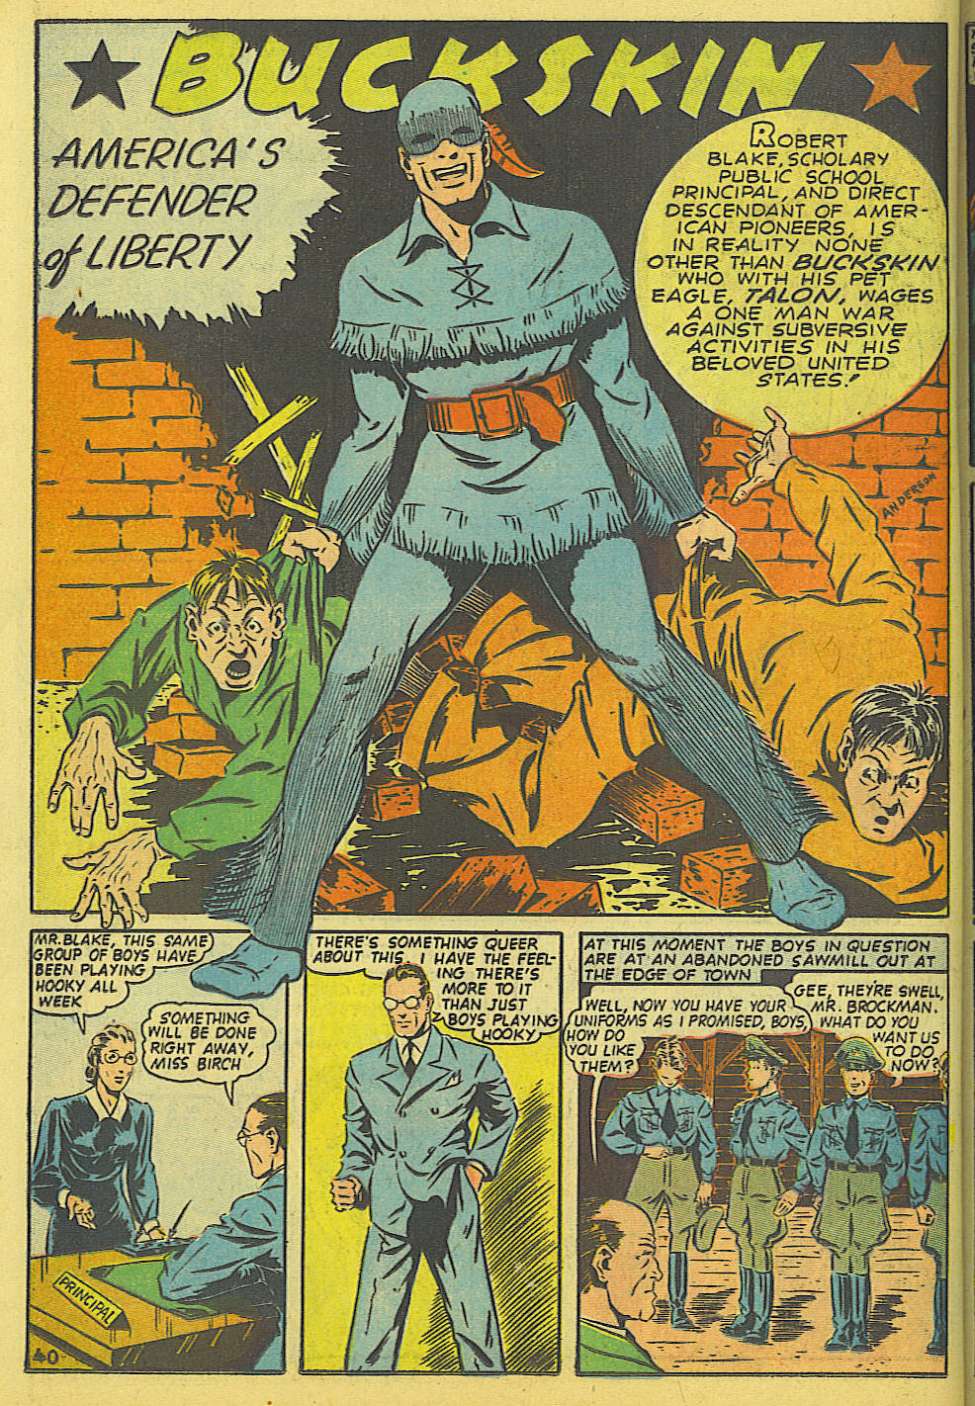 BUCKSKIN
AMERICA'S
DEFENDER
of LIBERTY
ROBERT
BLAKE, SCHOLARY
PUBLIC SCHOOL
PRINCIPAL, AND DIRECT
DESCENDANT OF AMER-
ICAN PIONEERS, IS
IN REALITY NONE
OTHER THAN BUCKSKIN
WHO WITH HIS PET
EAGLE, TALON, WAGES
A ONE MAN WAR
AGAINST SUBVERSIVE
ACTIVITIES IN HIS
BELOVED UNITED
STATES!
ANDERSON
MR. BLAKE, THIS SAME
GROUP OF BOYS HAVE
BEEN PLAYING
HOOKY ALL
WEEK
SOMETHING
WILL BE DONE
RIGHT AWAY,
MISS BIRCH
PRINCIPAL
40
THERE'S SOMETHING QUEER
ABOUT THIS. I HAVE THE FEEL-
ING THERE'S
MORE TO IT
THAN JUST
BOYS PLAYING
HOOKY
AT THIS MOMENT THE BOYS IN QUESTION
ARE AT AN ABANDONED SAWMILL OUT AT
THE EDGE OF TOWN
WELL, NOW YOU HAVE YOUR
UNIFORMS AS I PROMISED, BOYS,
HOW DO
YOU LIKE
THEM?
GEE, THEY'RE SWELL,
MR. BROCKMAN.
WHAT DO YOU
WANT US
TO DO
NOW?